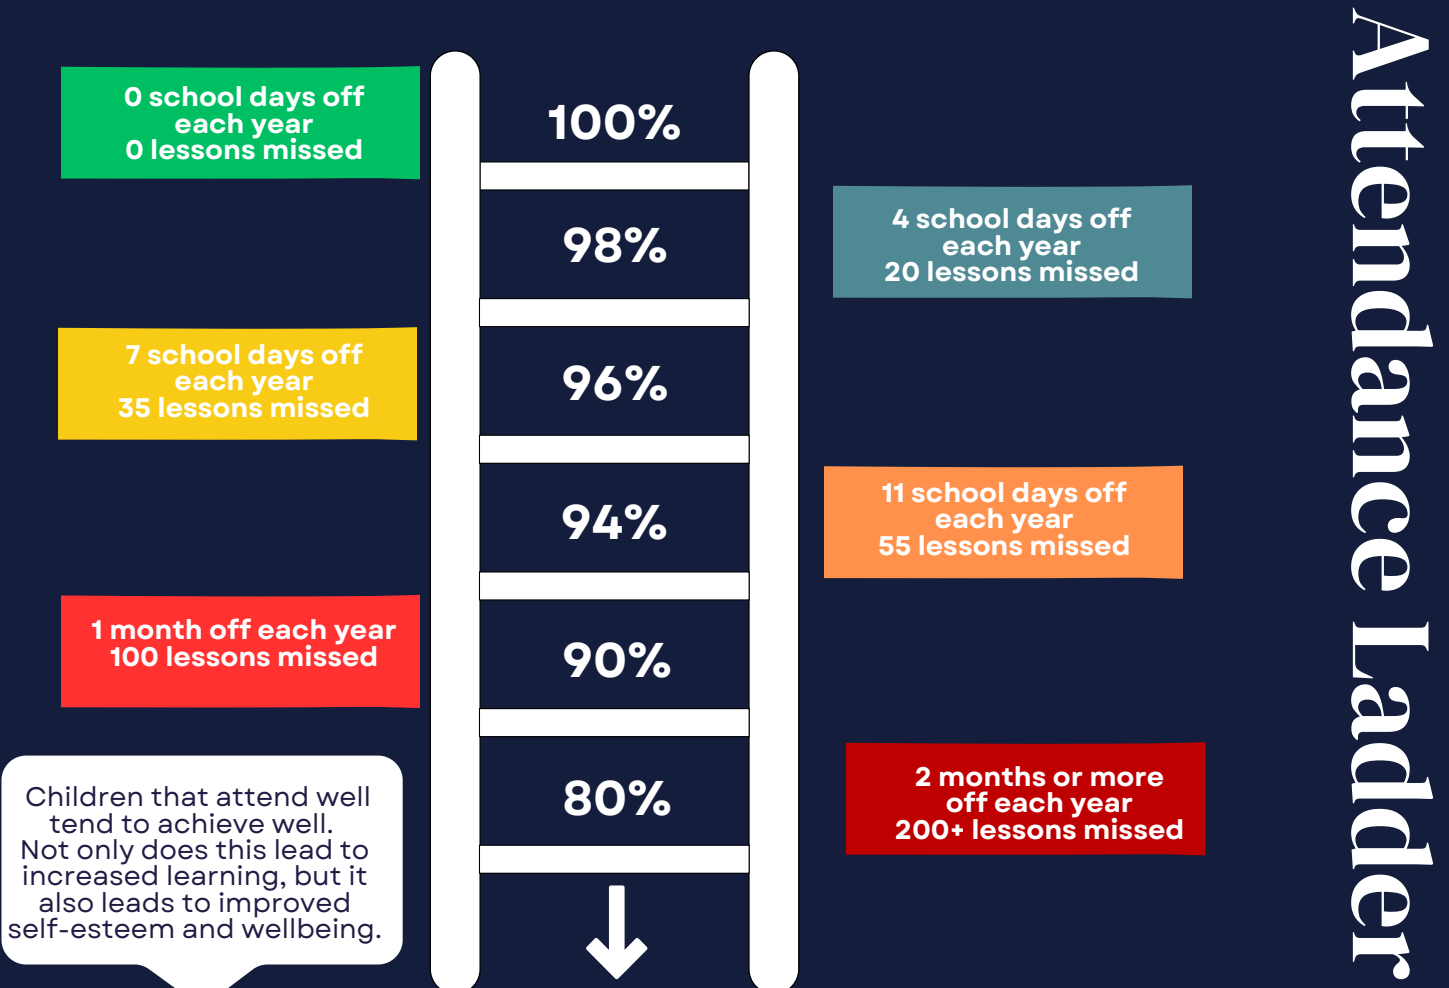 Attendance Ladder
0 school days off
each year
0 lessons missed
100%
98%
4 school days off
each year
20 lessons missed
7 school days off
each year
35 lessons missed
96%
94%
11 school days off
each year
55 lessons missed
1 month off each year
100 lessons missed
90%
80%
2 months or more
off each year
200+ lessons missed
Children that attend well
tend to achieve well.
Not only does this lead to
increased learning, but it
also leads to improved
self-esteem and wellbeing.